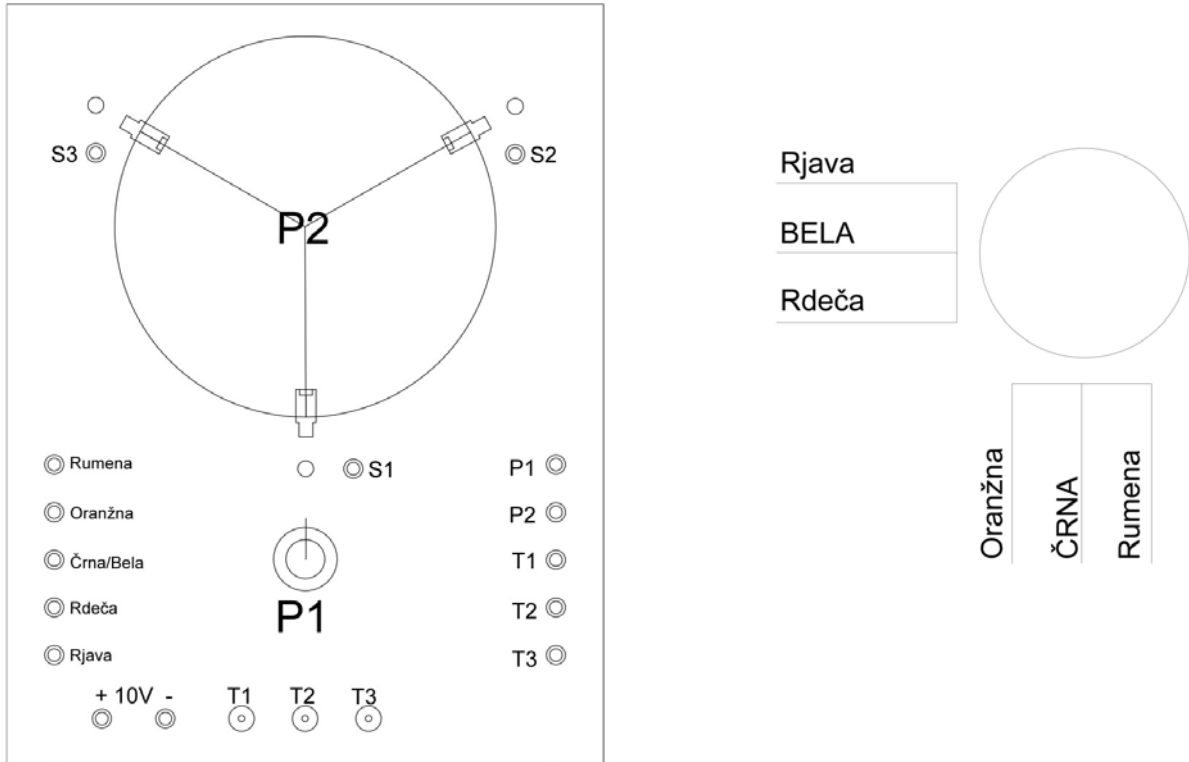 S3
S2
P2
Rumena
S1
P1
Oranžna
P2
Črna/Bela
T1
Rdeča
P1
T2
Rjava
T3
+ 10V -
T1
T2
T3
Rjava
BELA
Rdeča
Oranžna
ČRNA
Rumena